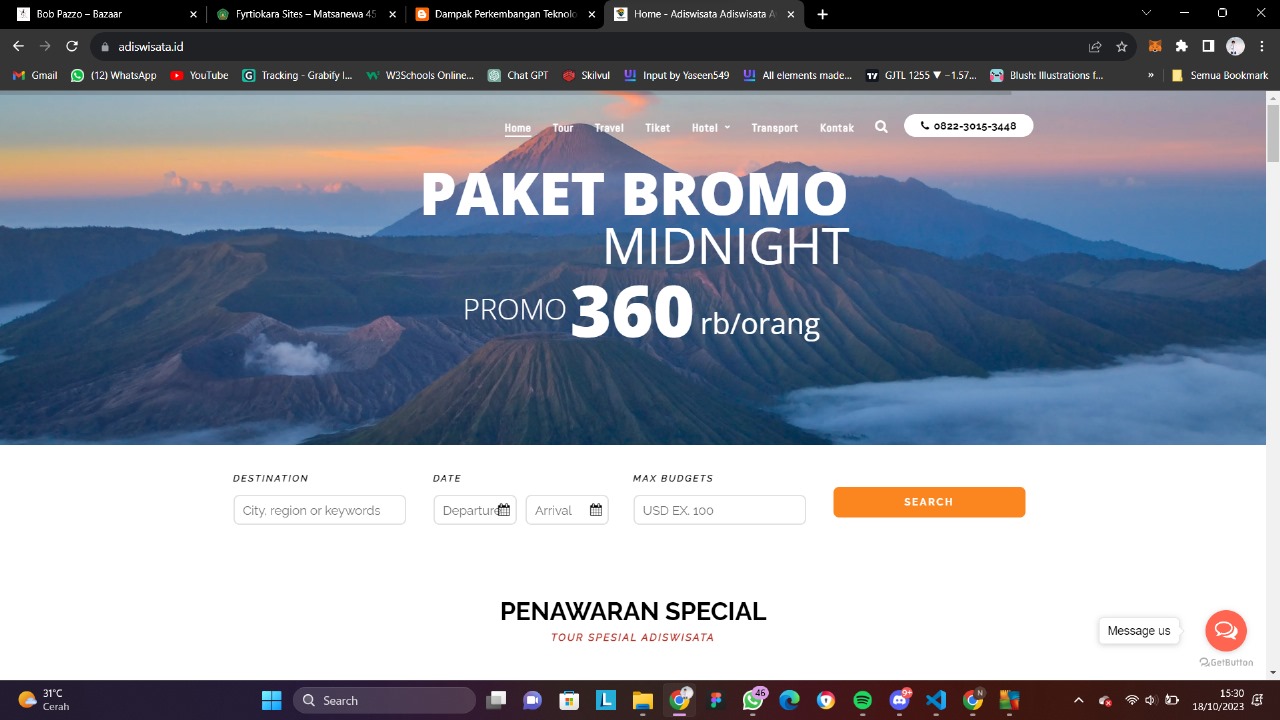 Bob Pazzo – Bazaar
Fyrtiokara Sites – Matsanewa 45
Dampak Perkembangan Teknolo
Home - Adiswisata Adiswisata A
adiswisata.id
Gmail
(12) WhatsApp
YouTube
Tracking - Grabify I...
W3Schools Online...
Chat GPT
Skilvul
Input by Yaseen549
All elements made...
GJTL 1255 ▼ −1.57...
Blush: Illustrations f...
»
Semua Bookmark
Home
Tour
Travel
Tiket
Hotel
Transport
Kontak
0822-3015-3448
PAKET BROMO
MIDNIGHT
PROMO 360 rb/orang
DESTINATION
DATE
MAX BUDGETS
City, region or keywords
Departure
Arrival
USD EX. 100
SEARCH
PENAWARAN SPECIAL
TOUR SPESIAL ADISWISATA
Message us
GetButton
31°C
Cerah
Search
46
9+
N
15:30
18/10/2023